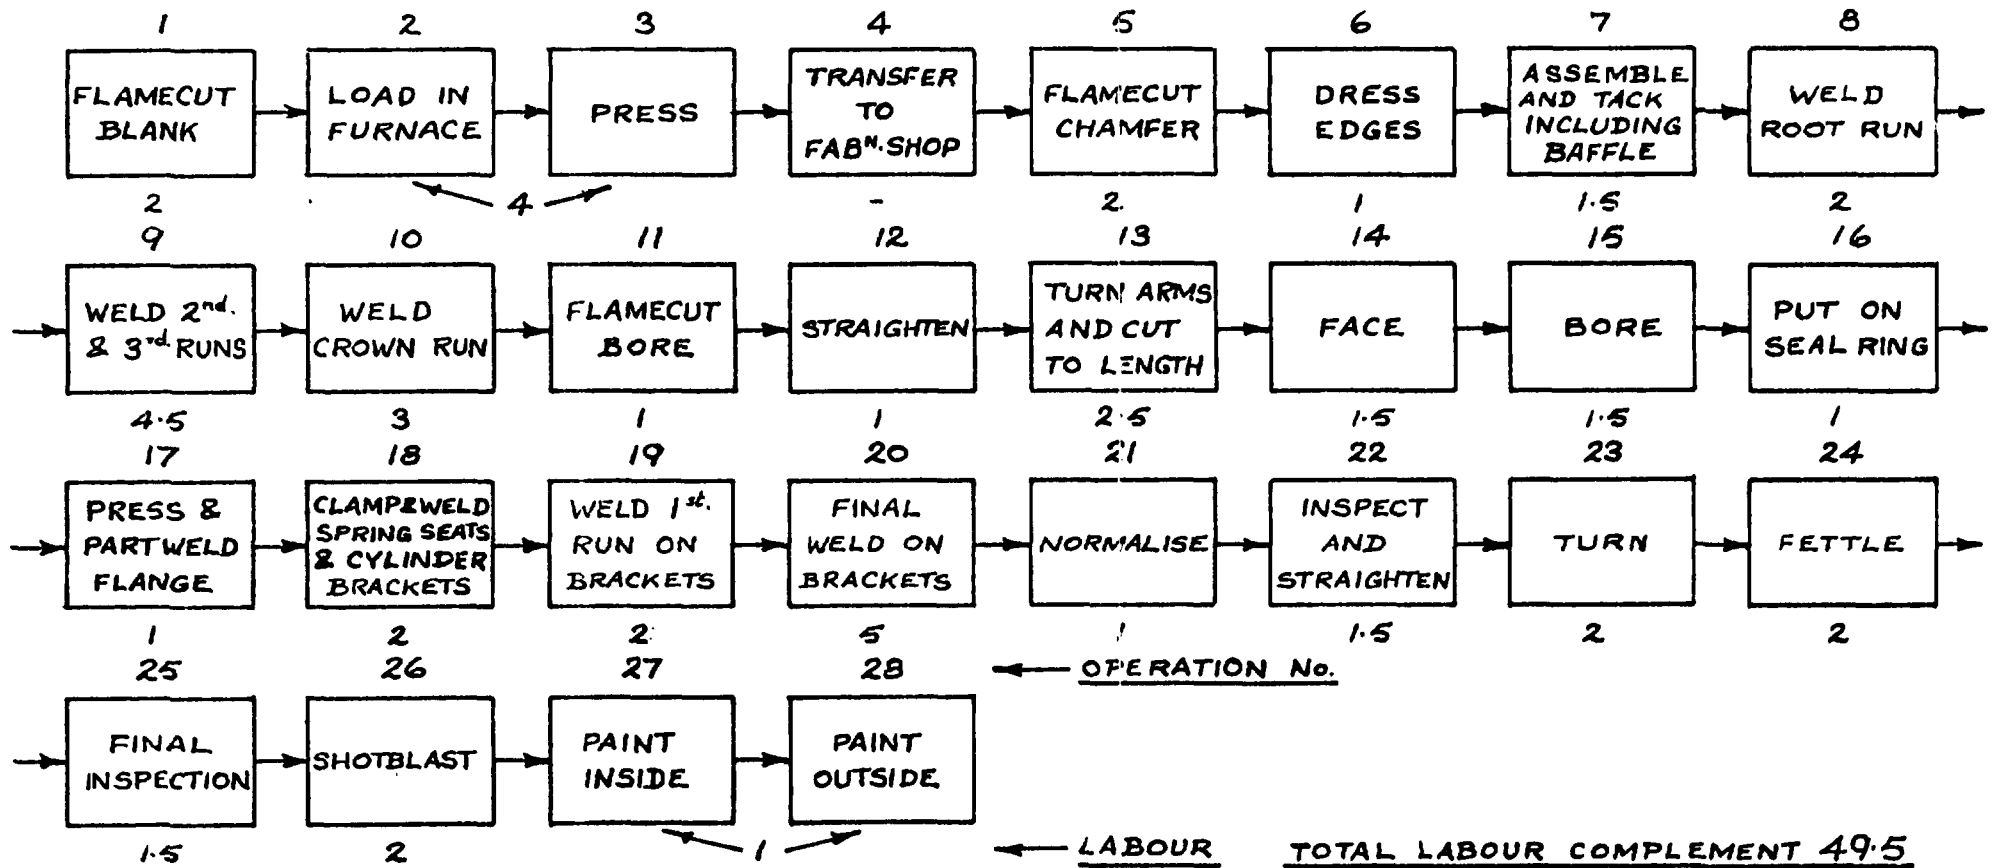 1 2 3 4 5 6 7 8
FLAMECUT
BLANK
LOAD IN
FURNACE
PRESS
TRANSFER
TO
FABN. SHOP
FLAMECUT
CHAMFER
DRESS
EDGES
ASSEMBLE
AND TACK
INCLUDING
BAFFLE
WELD
ROOT RUN
2 4 - 2 1 1.5 2
9 10 11 12 13 14 15 16
WELD 2nd.
& 3rd. RUNS
WELD
CROWN RUN
FLAMECUT
BORE
STRAIGHTEN
TURN ARMS
AND CUT
TO LENGTH
FACE
BORE
PUT ON
SEAL RING
4.5 3 1 1 2.5 1.5 1.5 1
17 18 19 20 21 22 23 24
PRESS &
PART WELD
FLANGE
CLAMP & WELD
SPRING SEATS
& CYLINDER
BRACKETS
WELD 1st.
RUN ON
BRACKETS
FINAL
WELD ON
BRACKETS
NORMALISE
INSPECT
AND
STRAIGHTEN
TURN
FETTLE
1 2 2 5 1 1.5 2 2
25 26 27 28 OPERATION No.
FINAL
INSPECTION
SHOTBLAST
PAINT
INSIDE
PAINT
OUTSIDE
1.5 2 1 LABOUR TOTAL LABOUR COMPLEMENT 49.5